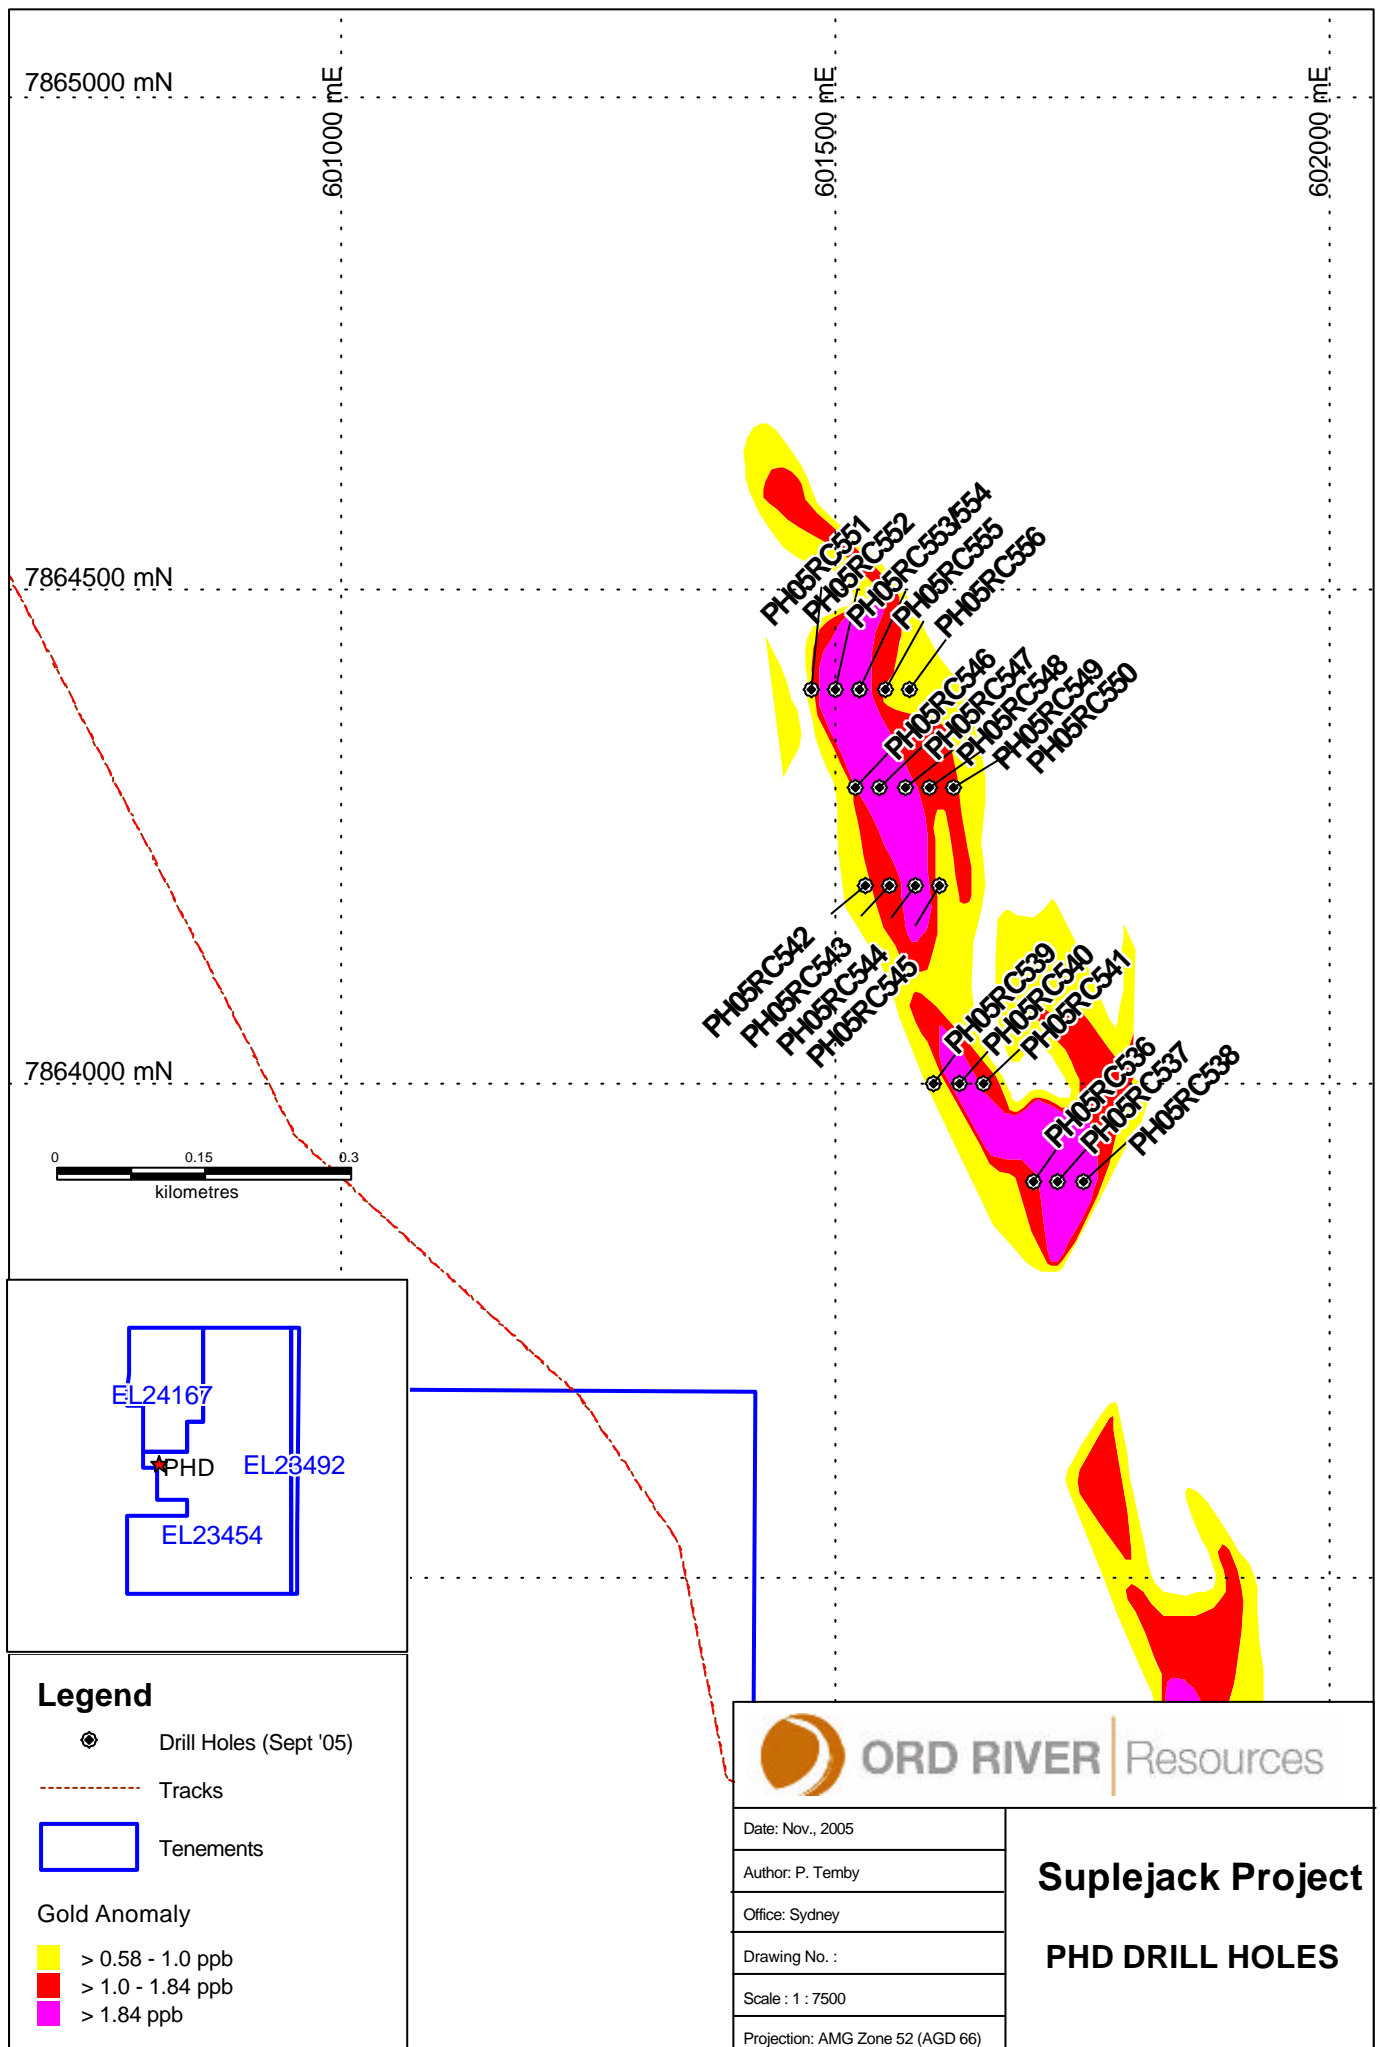 7865000 mN
601000 mE
601500 mE
602000 mE
7864500 mN
PH05RC551
PH05RC552
PH05RC553/554
PH05RC555
PH05RC556
PH05RC546
PH05RC547
PH05RC548
PH05RC549
PH05RC550
PH05RC542
PH05RC543
PH05RC544
PH05RC545
PH05RC539
PH05RC540
PH05RC541
7864000 mN
PH05RC536
PH05RC537
PH05RC538
0 0.15 0.3
kilometres
EL24167
PHD
EL23492
EL23454
Legend
Drill Holes (Sept '05)
Tracks
Tenements
Gold Anomaly
> 0.58 - 1.0 ppb
> 1.0 - 1.84 ppb
> 1.84 ppb
ORD RIVER Resources
Date: Nov., 2005
Author: P. Temby
Office: Sydney
Drawing No. :
Scale : 1 : 7500
Projection: AMG Zone 52 (AGD 66)
Suplejack Project
PHD DRILL HOLES